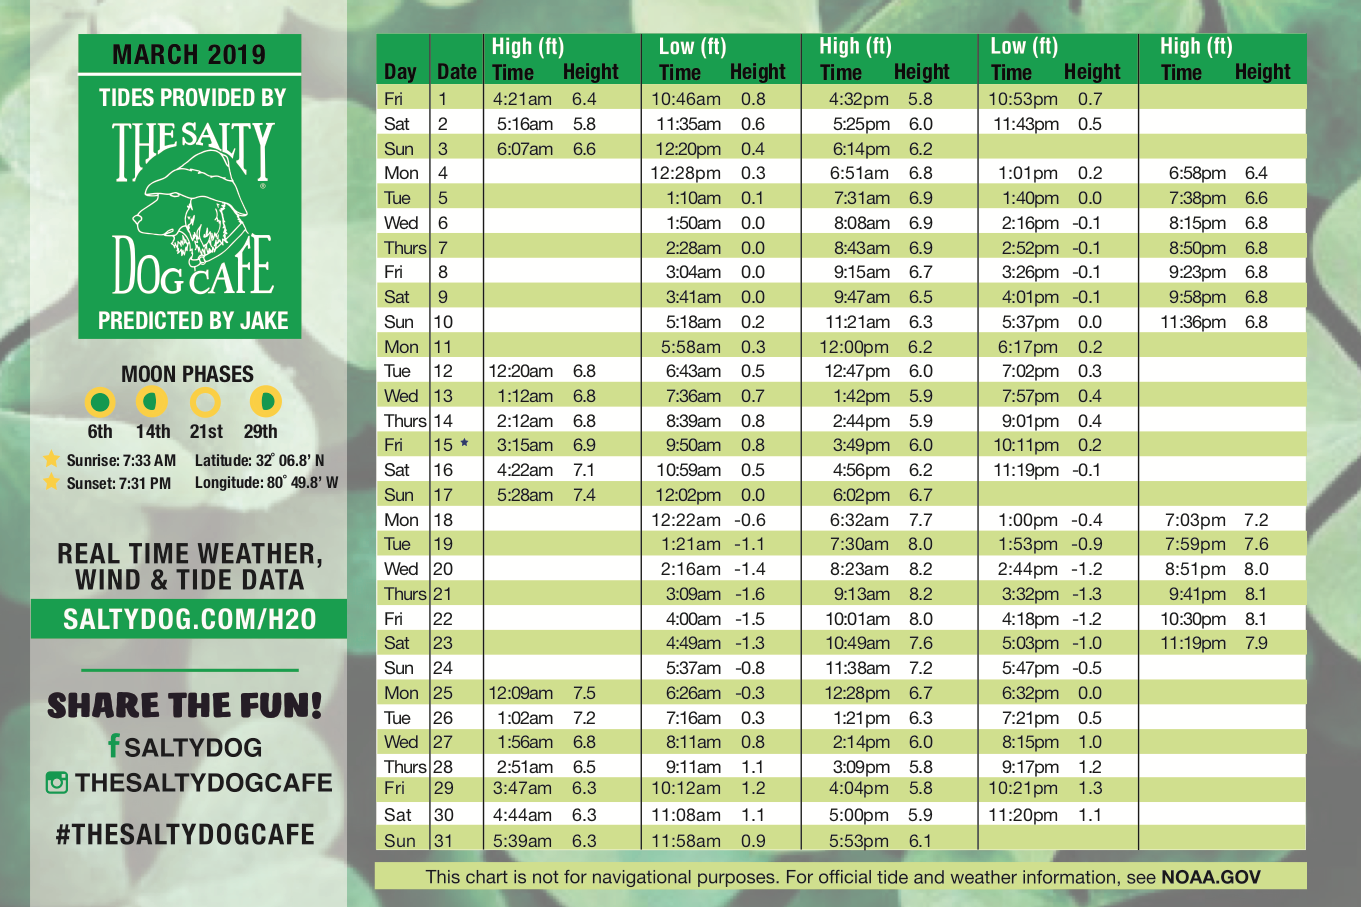 MARCH 2019
TIDES PROVIDED BY
THE SALTY
DOG CAFE
®
PREDICTED BY JAKE
MOON PHASES
6th 14th 21st 29th
Sunrise: 7:33 AM Latitude: 32° 06.8’ N
Sunset: 7:31 PM Longitude: 80° 49.8’ W
REAL TIME WEATHER,
WIND & TIDE DATA
SALTYDOG.COM/H2O
SHARE THE FUN!
f SALTYDOG
THESALTYDOGCAFE
#THESALTYDOGCAFE
High (ft) Low (ft) High (ft) Low (ft) High (ft)
Day Date Time Height Time Height Time Height Time Height Time Height
Fri 1 4:21am 6.4 10:46am 0.8 4:32pm 5.8 10:53pm 0.7
Sat 2 5:16am 5.8 11:35am 0.6 5:25pm 6.0 11:43pm 0.5
Sun 3 6:07am 6.6 12:20pm 0.4 6:14pm 6.2
Mon 4 12:28pm 0.3 6:51am 6.8 1:01pm 0.2 6:58pm 6.4
Tue 5 1:10am 0.1 7:31am 6.9 1:40pm 0.0 7:38pm 6.6
Wed 6 1:50am 0.0 8:08am 6.9 2:16pm -0.1 8:15pm 6.8
Thurs 7 2:28am 0.0 8:43am 6.9 2:52pm -0.1 8:50pm 6.8
Fri 8 3:04am 0.0 9:15am 6.7 3:26pm -0.1 9:23pm 6.8
Sat 9 3:41am 0.0 9:47am 6.5 4:01pm -0.1 9:58pm 6.8
Sun 10 5:18am 0.2 11:21am 6.3 5:37pm 0.0 11:36pm 6.8
Mon 11 5:58am 0.3 12:00pm 6.2 6:17pm 0.2
Tue 12 12:20am 6.8 6:43am 0.5 12:47pm 6.0 7:02pm 0.3
Wed 13 1:12am 6.8 7:36am 0.7 1:42pm 5.9 7:57pm 0.4
Thurs 14 2:12am 6.8 8:39am 0.8 2:44pm 5.9 9:01pm 0.4
Fri 15 ★ 3:15am 6.9 9:50am 0.8 3:49pm 6.0 10:11pm 0.2
Sat 16 4:22am 7.1 10:59am 0.5 4:56pm 6.2 11:19pm -0.1
Sun 17 5:28am 7.4 12:02pm 0.0 6:02pm 6.7
Mon 18 12:22am -0.6 6:32am 7.7 1:00pm -0.4 7:03pm 7.2
Tue 19 1:21am -1.1 7:30am 8.0 1:53pm -0.9 7:59pm 7.6
Wed 20 2:16am -1.4 8:23am 8.2 2:44pm -1.2 8:51pm 8.0
Thurs 21 3:09am -1.6 9:13am 8.2 3:32pm -1.3 9:41pm 8.1
Fri 22 4:00am -1.5 10:01am 8.0 4:18pm -1.2 10:30pm 8.1
Sat 23 4:49am -1.3 10:49am 7.6 5:03pm -1.0 11:19pm 7.9
Sun 24 5:37am -0.8 11:38am 7.2 5:47pm -0.5
Mon 25 12:09am 7.5 6:26am -0.3 12:28pm 6.7 6:32pm 0.0
Tue 26 1:02am 7.2 7:16am 0.3 1:21pm 6.3 7:21pm 0.5
Wed 27 1:56am 6.8 8:11am 0.8 2:14pm 6.0 8:15pm 1.0
Thurs 28 2:51am 6.5 9:11am 1.1 3:09pm 5.8 9:17pm 1.2
Fri 29 3:47am 6.3 10:12am 1.2 4:04pm 5.8 10:21pm 1.3
Sat 30 4:44am 6.3 11:08am 1.1 5:00pm 5.9 11:20pm 1.1
Sun 31 5:39am 6.3 11:58am 0.9 5:53pm 6.1
This chart is not for navigational purposes. For official tide and weather information, see NOAA.GOV